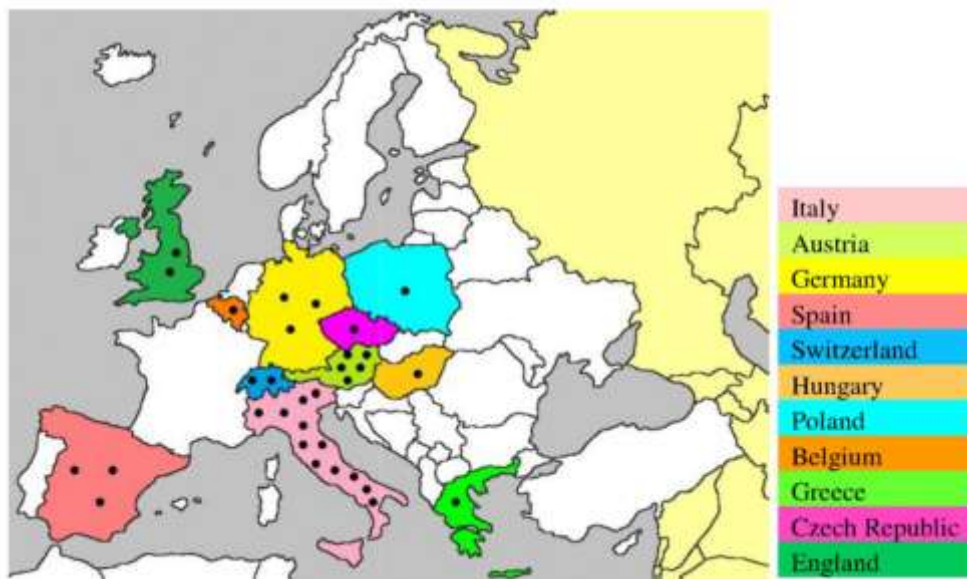 Italy
Austria
Germany
Spain
Switzerland
Hungary
Poland
Belgium
Greece
Czech Republic
England